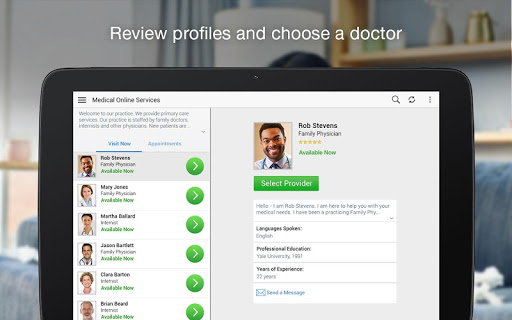 Review profiles and choose a doctor
Medical Online Services
Welcome to our practice. We provide primary care
services. Our practice is staffed by family doctors,
internists and other physicians. New patients are...
Visit Now
Appointments
Rob Stevens
Family Physician
Available Now
Mary Jones
Family Physician
Available Now
Martha Ballard
Internist
Available Now
Jason Bartlett
Family Physician
Available Now
Clara Barton
Internist
Available Now
Brian Beard
Internist
Rob Stevens
Family Physician
Available Now
Select Provider
Hello - I am Rob Stevens. I am here to help you with your
medical needs. I have been a practicing Family Phy...
Languages Spoken:
English
Professional Education:
Yale University, 1991
Years of Experience:
22 years
Send a Message